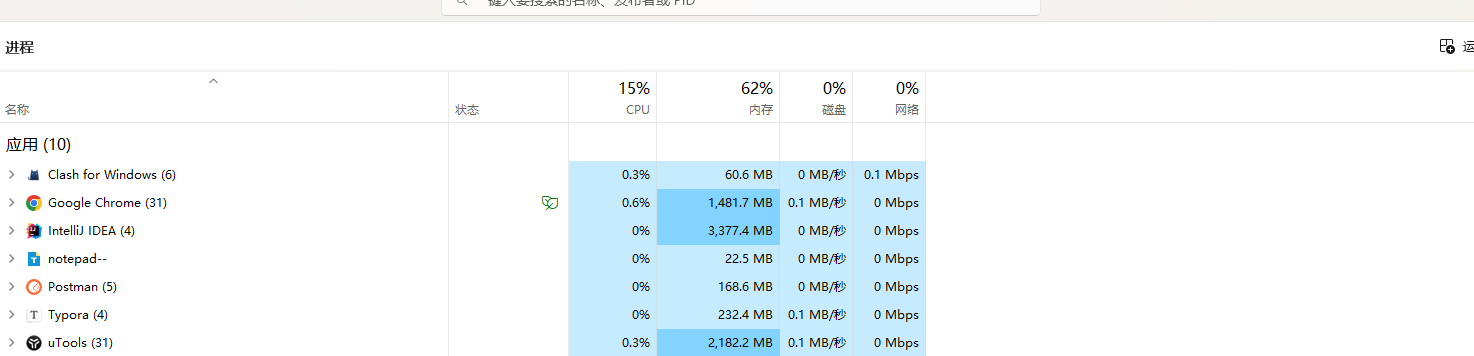 键入要搜索的名称、发布者或 PID
进程
运
15% 62% 0% 0%
名称 状态 CPU 内存 磁盘 网络
应用 (10)
Clash for Windows (6) 0.3% 60.6 MB 0 MB/秒 0.1 Mbps
Google Chrome (31) 0.6% 1,481.7 MB 0.1 MB/秒 0 Mbps
IntelliJ IDEA (4) 0% 3,377.4 MB 0 MB/秒 0 Mbps
notepad-- 0% 22.5 MB 0 MB/秒 0 Mbps
Postman (5) 0% 168.6 MB 0 MB/秒 0 Mbps
Typora (4) 0% 232.4 MB 0.1 MB/秒 0 Mbps
uTools (31) 0.3% 2,182.2 MB 0.1 MB/秒 0 Mbps